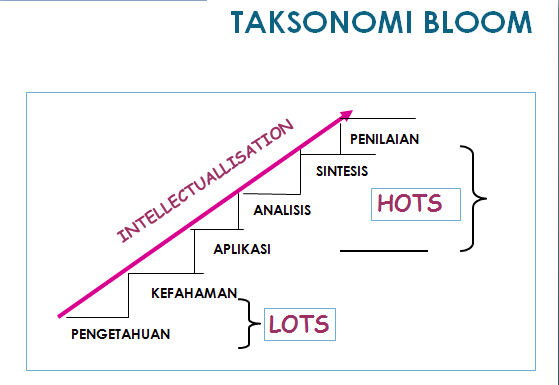 TAKSONOMI BLOOM
INTELLECTUALLISATION
PENILAIAN
SINTESIS
HOTS
ANALISIS
APLIKASI
KEFAHAMAN
LOTS
PENGETAHUAN